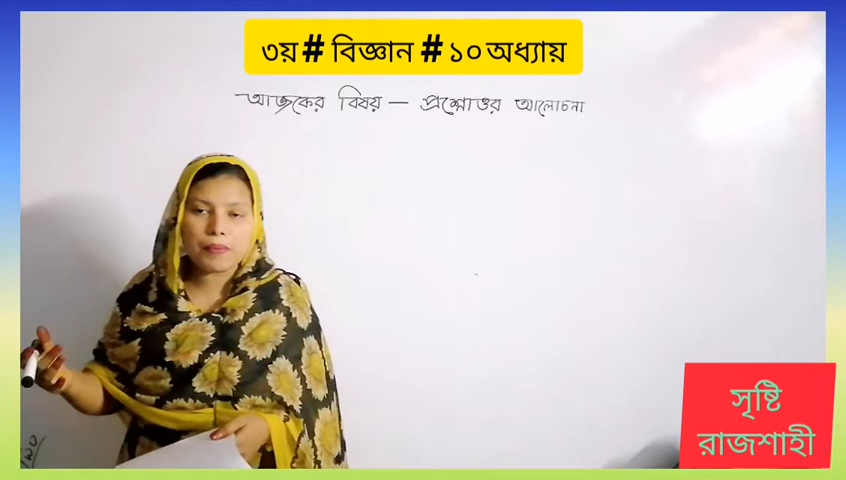 ৩য় # বিজ্ঞান # ১০ অধ্যায়
আজকের বিষয় — প্রশ্নোত্তর আলোচনা
সৃষ্টি
রাজশাহী